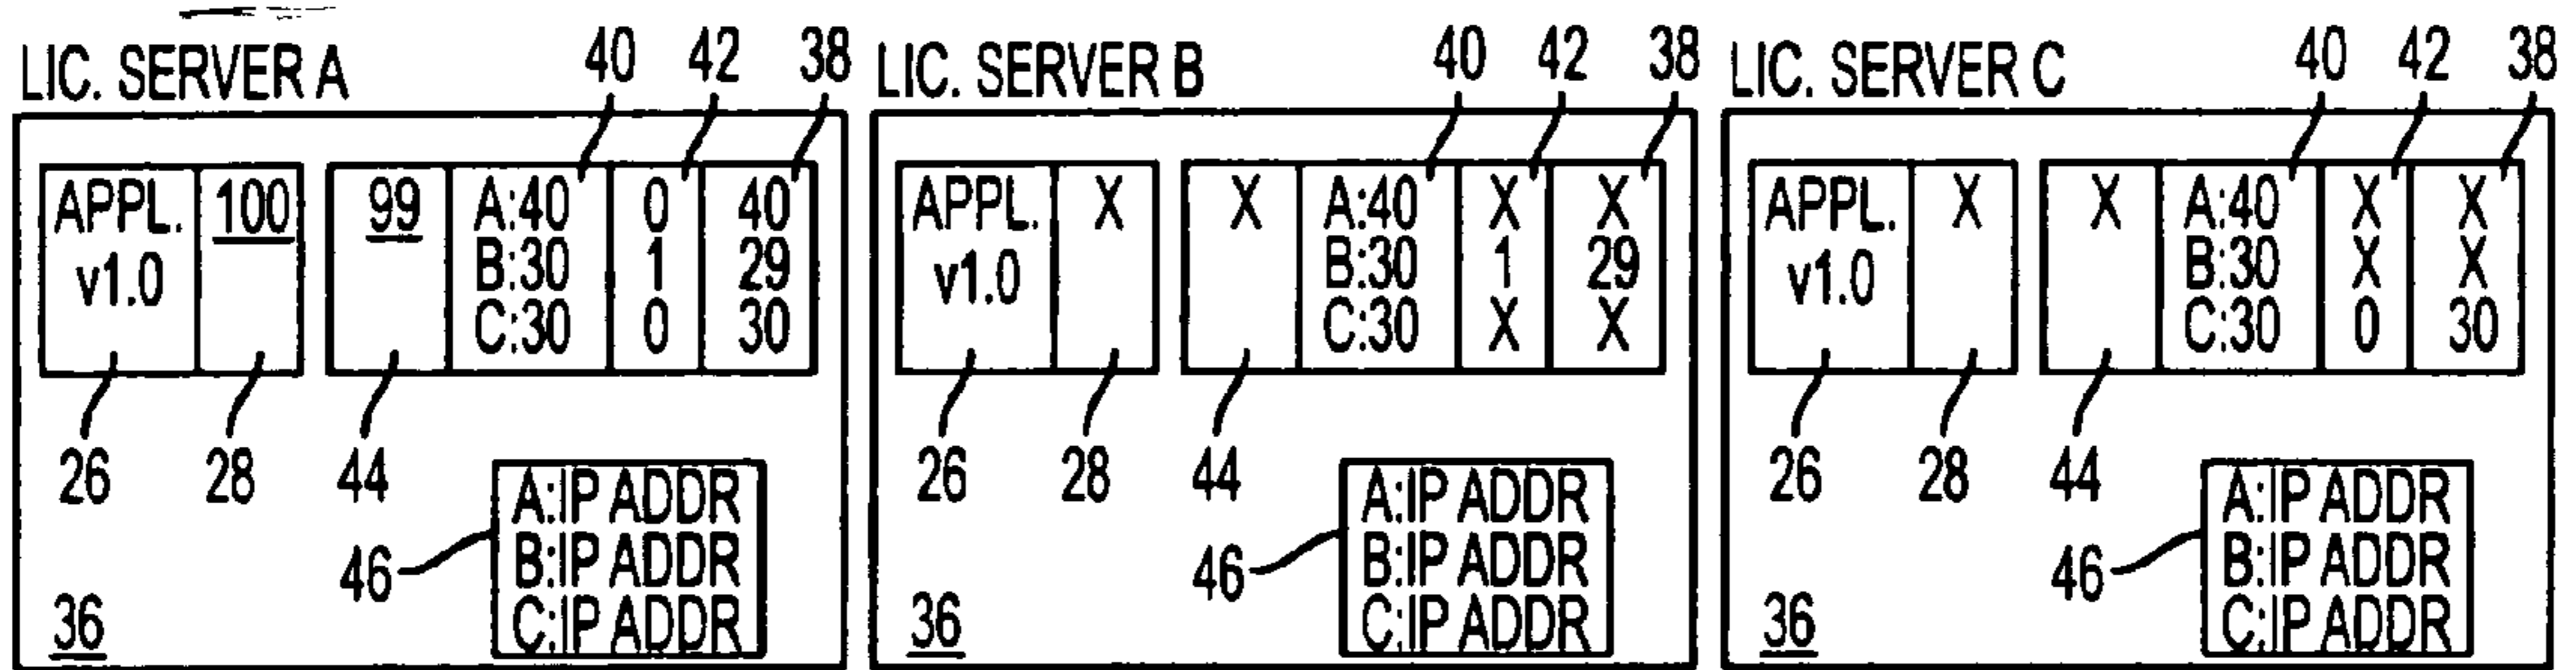 LIC. SERVER A 40 42 38
APPL. 100 99 A:40 0 40
v1.0 B:30 1 29
C:30 0 30
26 28 44
A:IP ADDR
46 B:IP ADDR
36 C:IP ADDR
LIC. SERVER B 40 42 38
APPL. X X A:40 X X
v1.0 B:30 1 29
C:30 X X
26 28 44
A:IP ADDR
46 B:IP ADDR
36 C:IP ADDR
LIC. SERVER C 40 42 38
APPL. X X A:40 X X
v1.0 B:30 X X
C:30 0 30
26 28 44
A:IP ADDR
46 B:IP ADDR
36 C:IP ADDR